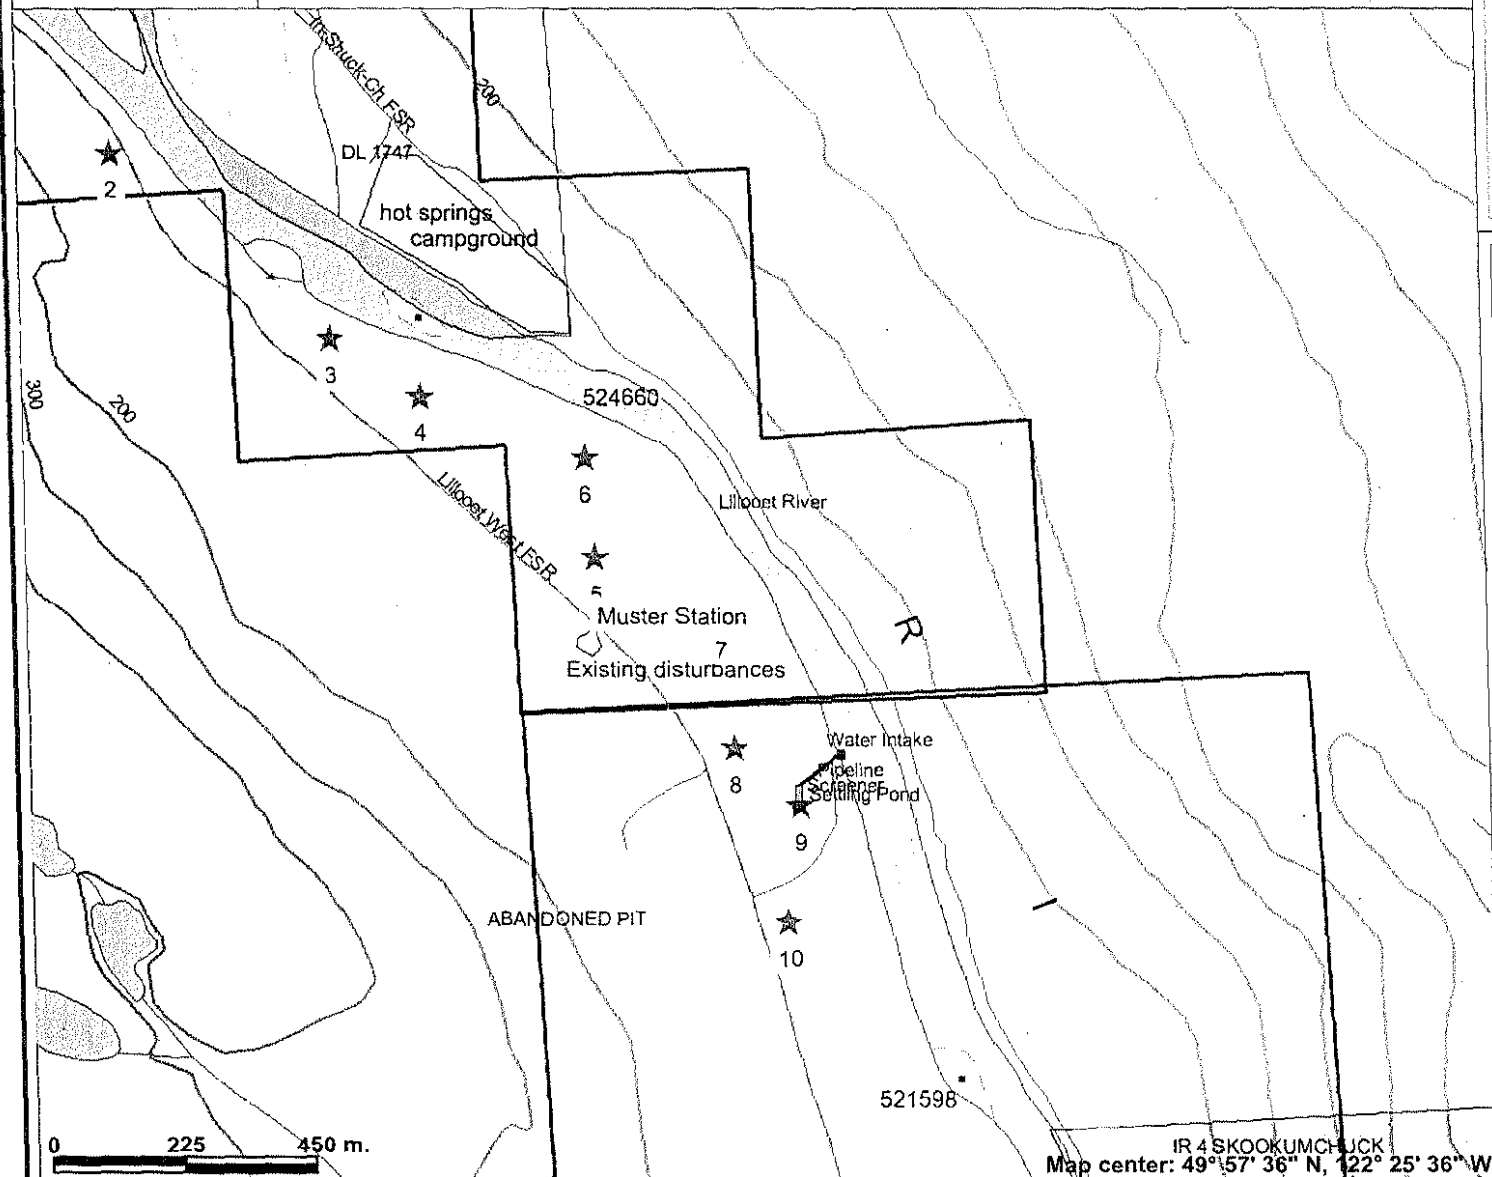 In-Shuck-Ch FSR
200
DL 1747
2
hot springs
campground
3
300
200
524660
4
6
Lillooet River
Lillooet West FSR
5
Muster Station
7
Existing disturbances
R
Water Intake
Pipeline
Screener
Settling Pond
8
9
ABANDONED PIT
10
521598
0 225 450 m.
IR 4 SKOOKUMCHUCK
Map center: 49° 57' 36" N, 122° 25' 36" W